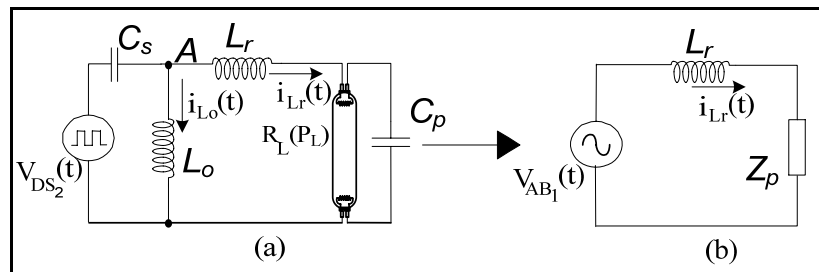 C_s
A
L_r
i_Lr(t)
i_Lo(t)
L_o
V_DS2(t)
R_L(P_L)
C_p
(a)
L_r
i_Lr(t)
V_AB1(t)
Z_p
(b)